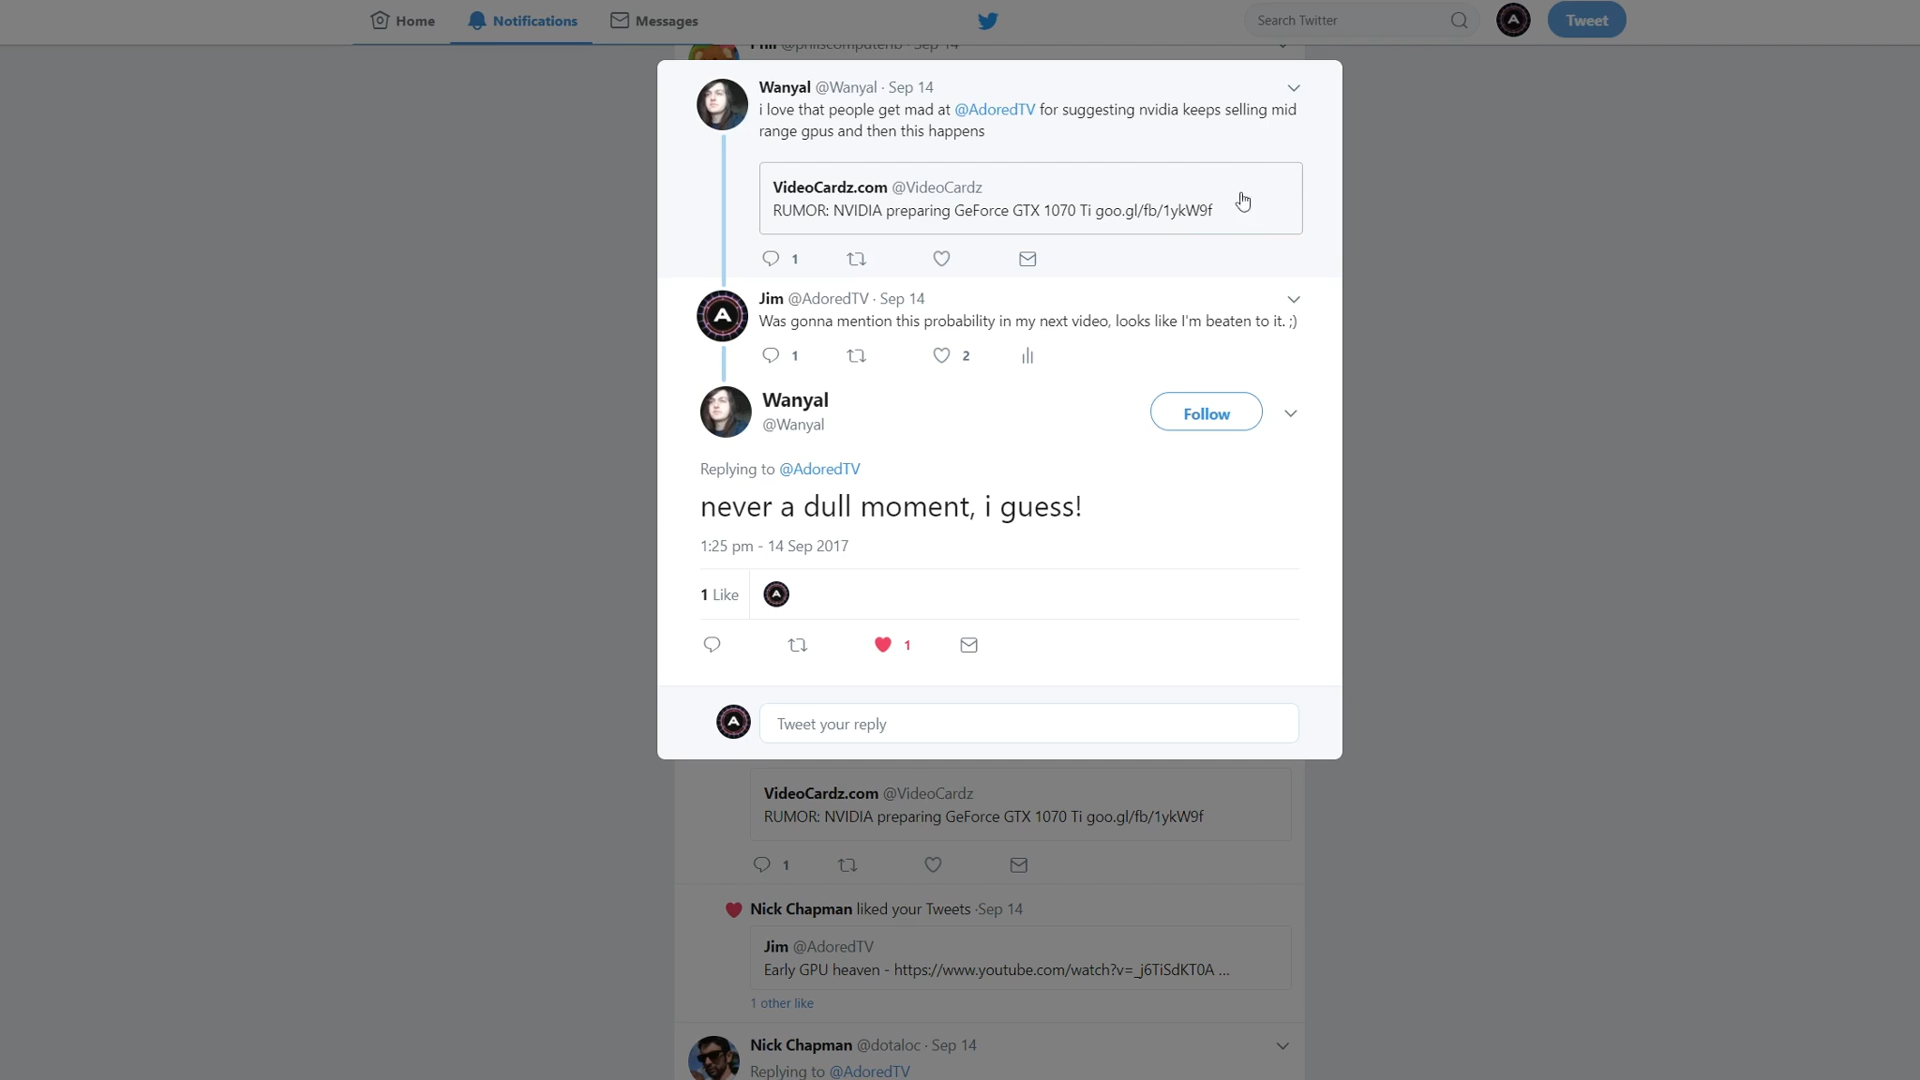 Home
Notifications
Messages
Search Twitter
A
Tweet
Phil @philscomputerlb · Sep 14
Wanyal @Wanyal · Sep 14
i love that people get mad at @AdoredTV for suggesting nvidia keeps selling mid
range gpus and then this happens
VideoCardz.com @VideoCardz
RUMOR: NVIDIA preparing GeForce GTX 1070 Ti goo.gl/fb/1ykW9f
1
A
Jim @AdoredTV · Sep 14
Was gonna mention this probability in my next video, looks like I'm beaten to it. ;)
1 2
Wanyal
@Wanyal
Follow
Replying to @AdoredTV
never a dull moment, i guess!
1:25 pm - 14 Sep 2017
1 Like
A
1
A
Tweet your reply
VideoCardz.com @VideoCardz
RUMOR: NVIDIA preparing GeForce GTX 1070 Ti goo.gl/fb/1ykW9f
1
Nick Chapman liked your Tweets · Sep 14
Jim @AdoredTV
Early GPU heaven - https://www.youtube.com/watch?v=_j6TiSdKT0A ...
1 other like
Nick Chapman @dotaloc · Sep 14
Replying to @AdoredTV